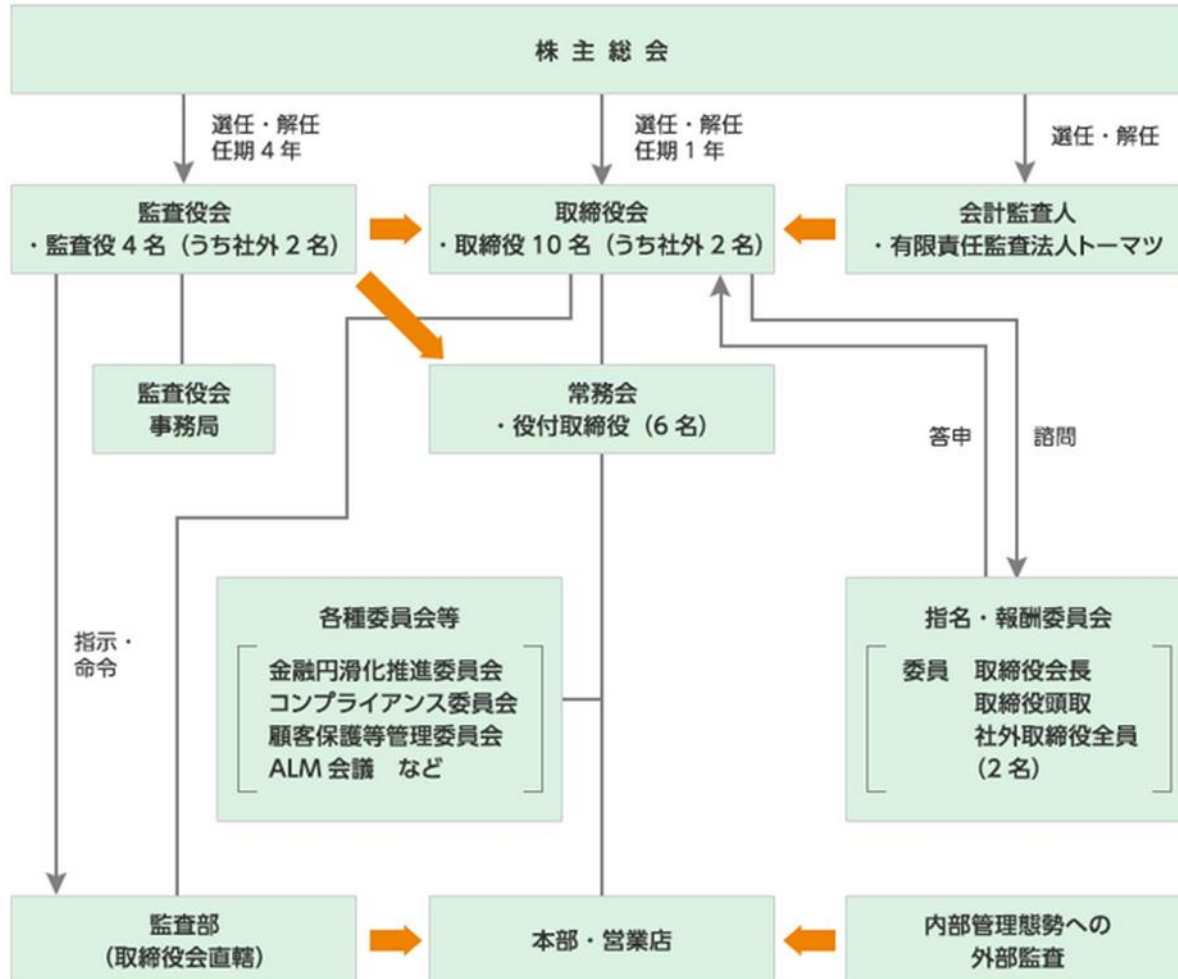 株主総会
選任・解任
任期4年
選任・解任
任期1年
選任・解任
監査役会
・監査役4名（うち社外2名）
取締役会
・取締役10名（うち社外2名）
会計監査人
・有限責任監査法人トーマツ
監査役会
事務局
常務会
・役付取締役（6名）
答申
諮問
指示・
命令
各種委員会等
金融円滑化推進委員会
コンプライアンス委員会
顧客保護等管理委員会
ALM会議　など
指名・報酬委員会
委員　取締役会長
取締役頭取
社外取締役全員
（2名）
監査部
（取締役会直轄）
本部・営業店
内部管理態勢への
外部監査